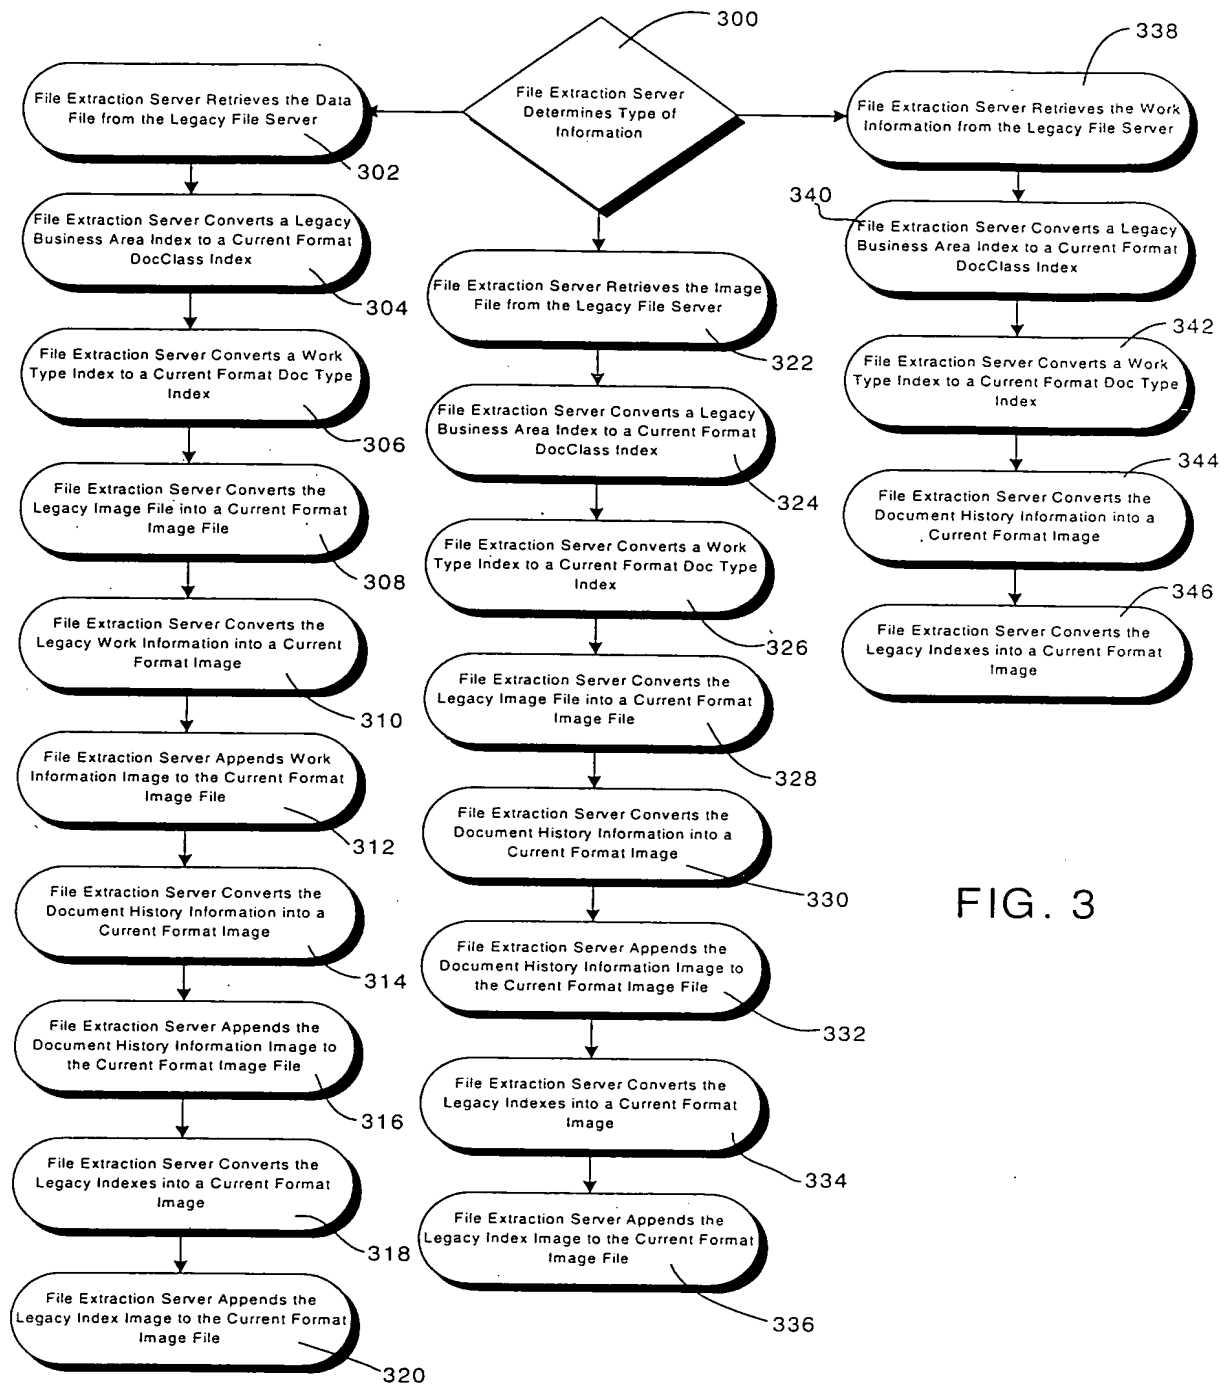 300
File Extraction Server
Determines Type of
Information
File Extraction Server Retrieves the Data
File from the Legacy File Server
302
File Extraction Server Converts a Legacy
Business Area Index to a Current Format
DocClass Index
304
File Extraction Server Converts a Work
Type Index to a Current Format Doc Type
Index
306
File Extraction Server Converts the
Legacy Image File into a Current Format
Image File
308
File Extraction Server Converts the
Legacy Work Information into a Current
Format Image
310
File Extraction Server Appends Work
Information Image to the Current Format
Image File
312
File Extraction Server Converts the
Document History Information into a
Current Format Image
314
File Extraction Server Appends the
Document History Information Image to
the Current Format Image File
316
File Extraction Server Converts the
Legacy Indexes into a Current Format
Image
318
File Extraction Server Appends the
Legacy Index Image to the Current Format
Image File
320
File Extraction Server Retrieves the Image
File from the Legacy File Server
322
File Extraction Server Converts a Legacy
Business Area Index to a Current Format
DocClass Index
324
File Extraction Server Converts a Work
Type Index to a Current Format Doc Type
Index
326
File Extraction Server Converts the
Legacy Image File into a Current Format
Image File
328
File Extraction Server Converts the
Document History Information into a
Current Format Image
330
File Extraction Server Appends the
Document History Information Image to
the Current Format Image File
332
File Extraction Server Converts the
Legacy Indexes into a Current Format
Image
334
File Extraction Server Appends the
Legacy Index Image to the Current Format
Image File
336
338
File Extraction Server Retrieves the Work
Information from the Legacy File Server
340
File Extraction Server Converts a Legacy
Business Area Index to a Current Format
DocClass Index
342
File Extraction Server Converts a Work
Type Index to a Current Format Doc Type
Index
344
File Extraction Server Converts the
Document History Information into a
Current Format Image
346
File Extraction Server Converts the
Legacy Indexes into a Current Format
Image
FIG. 3